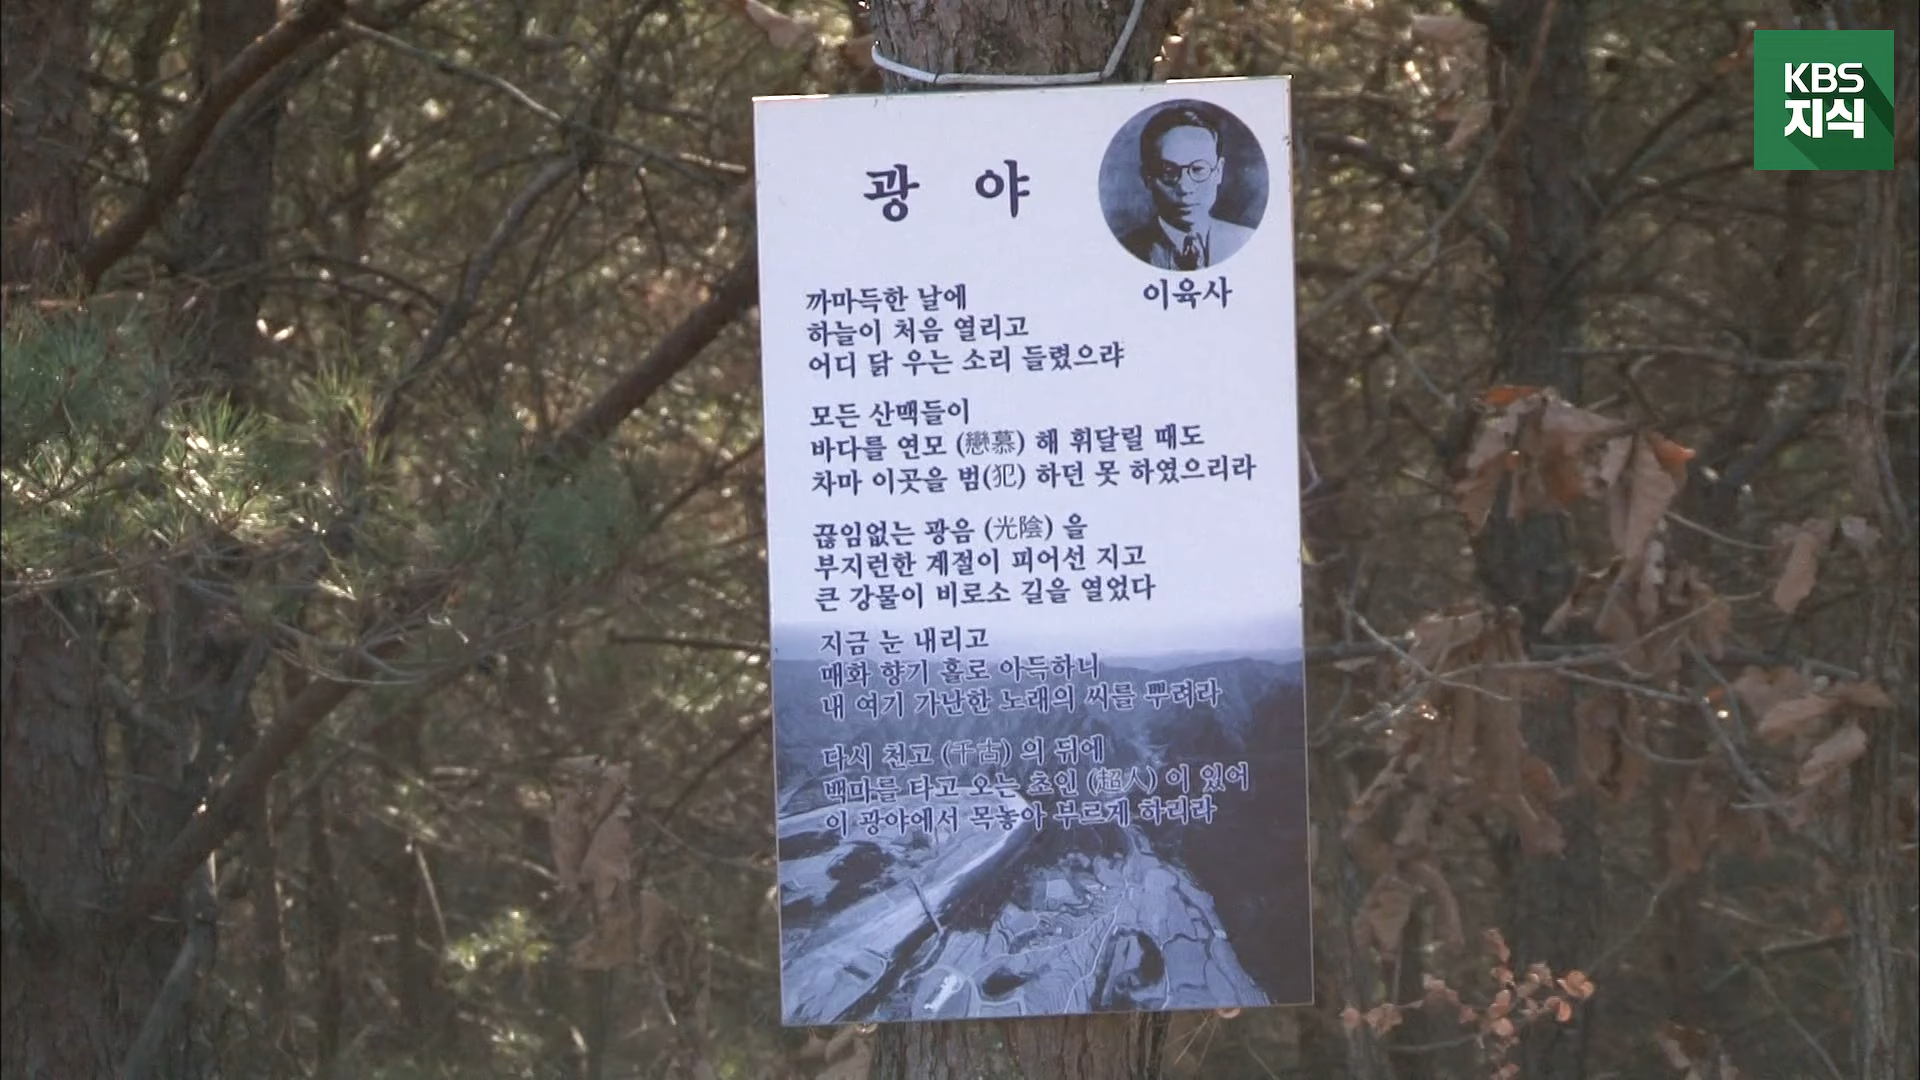 KBS
지식
광 야
이육사
까마득한 날에
하늘이 처음 열리고
어디 닭 우는 소리 들렸으랴
모든 산맥들이
바다를 연모 (戀慕) 해 휘달릴 때도
차마 이곳을 범(犯) 하던 못 하였으리라
끊임없는 광음 (光陰) 을
부지런한 계절이 피어선 지고
큰 강물이 비로소 길을 열었다
지금 눈 내리고
매화 향기 홀로 아득하니
내 여기 가난한 노래의 씨를 뿌려라
다시 천고 (千古) 의 뒤에
백마를 타고 오는 초인 (超人) 이 있어
이 광야에서 목놓아 부르게 하리라